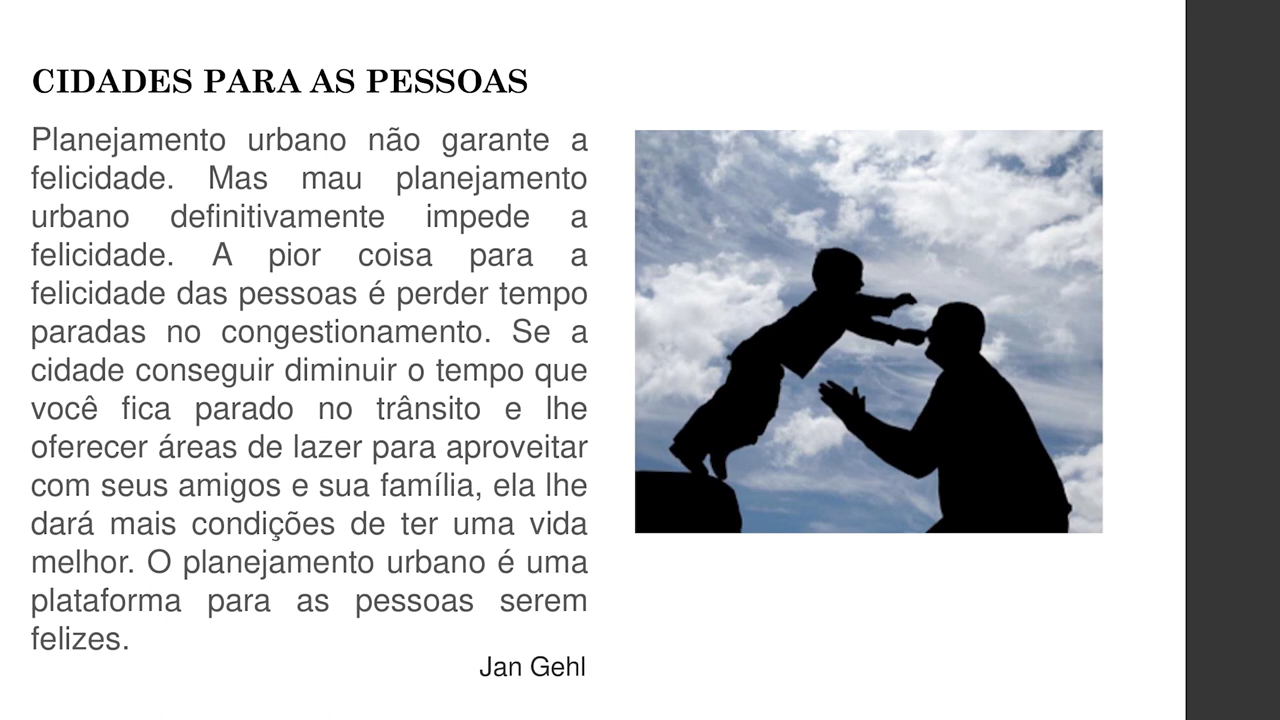 CIDADES PARA AS PESSOAS
Planejamento urbano não garante a
felicidade. Mas mau planejamento
urbano definitivamente impede a
felicidade. A pior coisa para a
felicidade das pessoas é perder tempo
paradas no congestionamento. Se a
cidade conseguir diminuir o tempo que
você fica parado no trânsito e lhe
oferecer áreas de lazer para aproveitar
com seus amigos e sua família, ela lhe
dará mais condições de ter uma vida
melhor. O planejamento urbano é uma
plataforma para as pessoas serem
felizes.
Jan Gehl